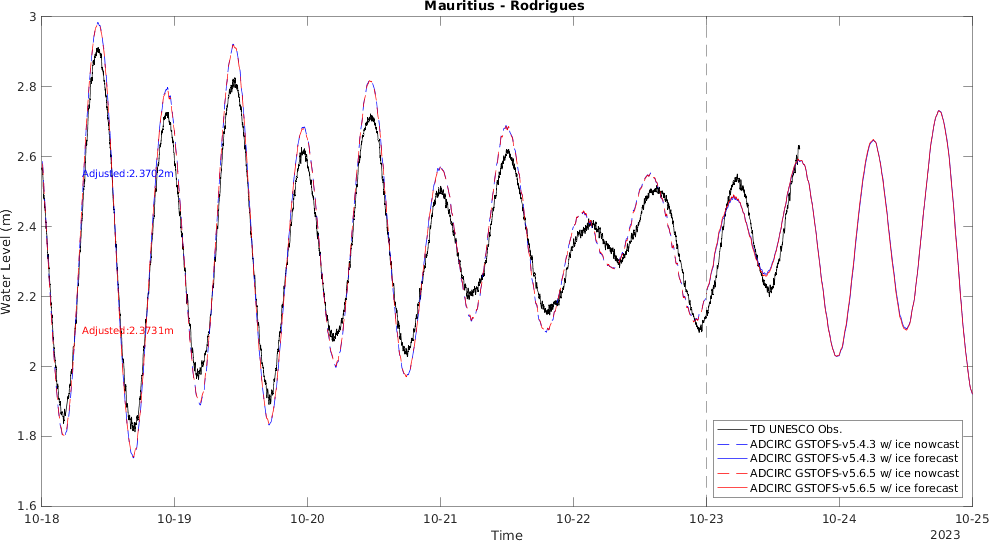 Mauritius - Rodrigues
3
2.8
2.6
2.4
2.2
2
1.8
1.6
Water Level (m)
Adjusted:2.3702m
Adjusted:2.3731m
TD UNESCO Obs.
ADCIRC GSTOFS-v5.4.3 w/ ice nowcast
ADCIRC GSTOFS-v5.4.3 w/ ice forecast
ADCIRC GSTOFS-v5.6.5 w/ ice nowcast
ADCIRC GSTOFS-v5.6.5 w/ ice forecast
10-18 10-19 10-20 10-21 10-22 10-23 10-24 10-25
Time
2023